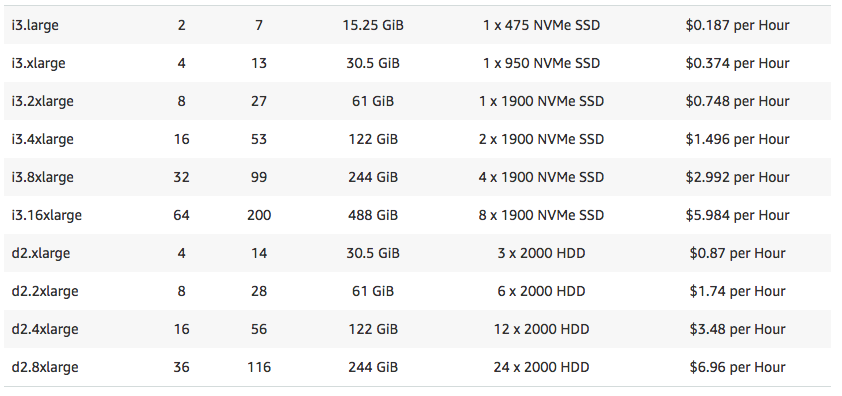 i3.large 2 7 15.25 GiB 1 x 475 NVMe SSD $0.187 per Hour
i3.xlarge 4 13 30.5 GiB 1 x 950 NVMe SSD $0.374 per Hour
i3.2xlarge 8 27 61 GiB 1 x 1900 NVMe SSD $0.748 per Hour
i3.4xlarge 16 53 122 GiB 2 x 1900 NVMe SSD $1.496 per Hour
i3.8xlarge 32 99 244 GiB 4 x 1900 NVMe SSD $2.992 per Hour
i3.16xlarge 64 200 488 GiB 8 x 1900 NVMe SSD $5.984 per Hour
d2.xlarge 4 14 30.5 GiB 3 x 2000 HDD $0.87 per Hour
d2.2xlarge 8 28 61 GiB 6 x 2000 HDD $1.74 per Hour
d2.4xlarge 16 56 122 GiB 12 x 2000 HDD $3.48 per Hour
d2.8xlarge 36 116 244 GiB 24 x 2000 HDD $6.96 per Hour